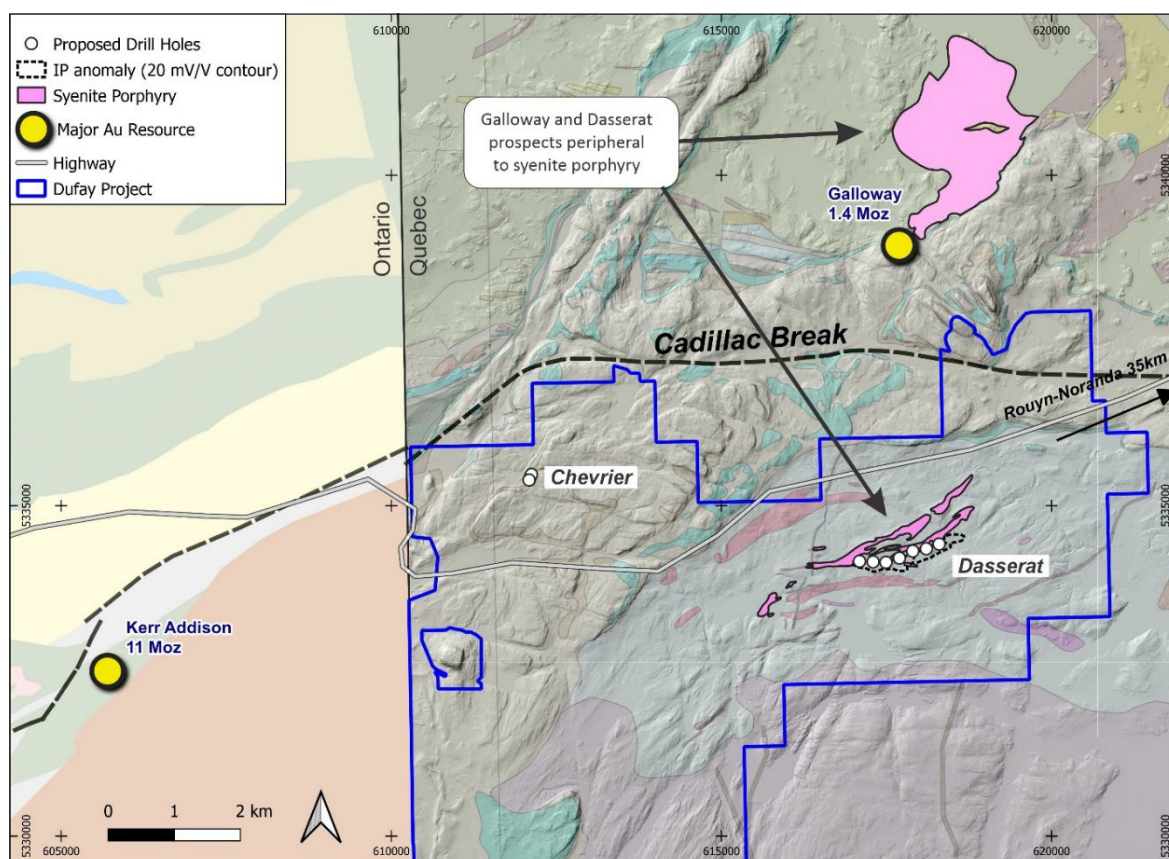 Proposed Drill Holes
IP anomaly (20 mV/V contour)
Syenite Porphyry
Major Au Resource
Highway
Dufay Project
610000
615000
620000
Galloway and Dasserat
prospects peripheral
to syenite porphyry
5340000
Galloway
1.4 Moz
Ontario
Quebec
Cadillac Break
Rouyn-Noranda 35km
Chevrier
5335000
5335000
Dasserat
Kerr Addison
11 Moz
0 1 2 km
5330000
5330000
605000
610000
615000
620000